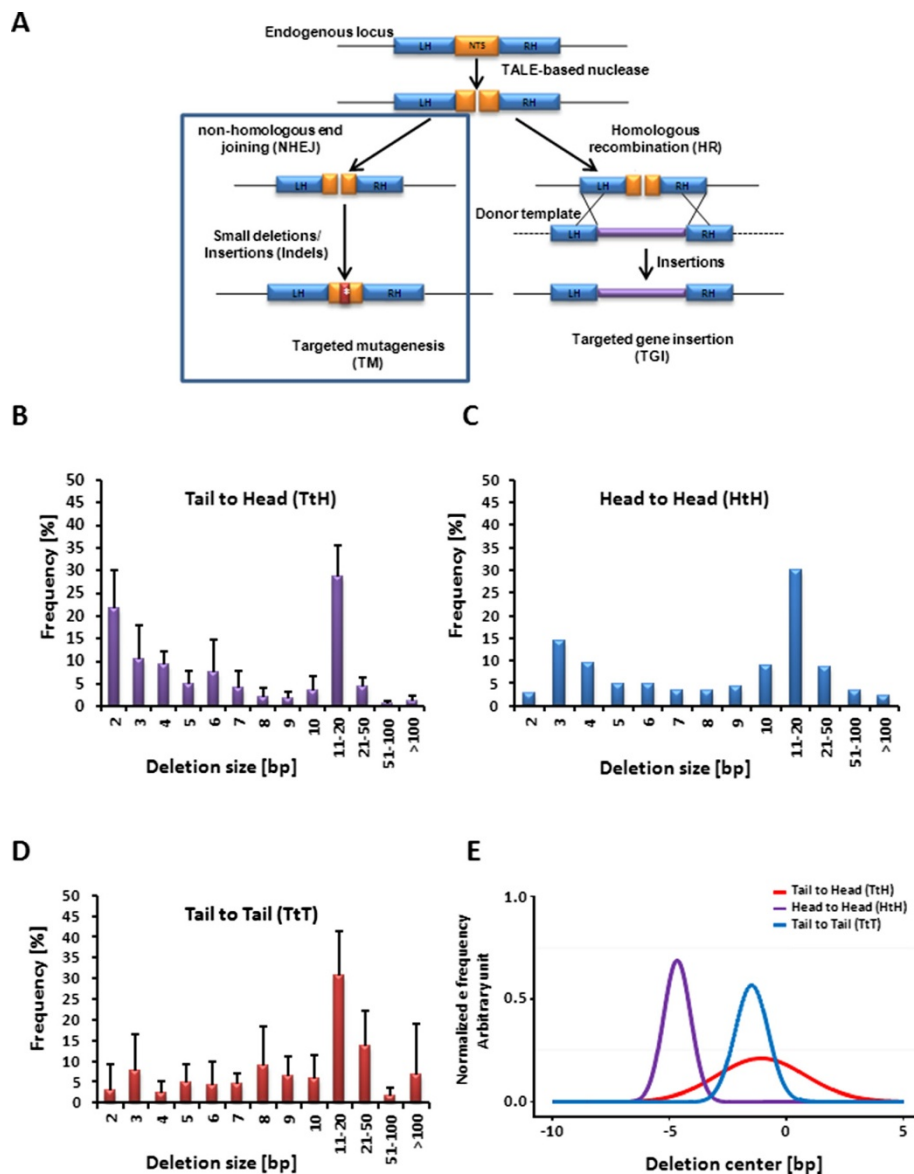 A
Endogenous locus
LH NTS RH
TALE-based nuclease
LH RH
non-homologous end
joining (NHEJ)
Homologous
recombination (HR)
LH RH
LH RH
Donor template
LH RH
Small deletions/
Insertions (Indels)
Insertions
LH * RH
LH RH
Targeted mutagenesis
(TM)
Targeted gene insertion
(TGI)
B
Tail to Head (TtH)
Frequency [%]
50
45
40
35
30
25
20
15
10
5
0
2 3 4 5 6 7 8 9 10 11-20 21-50 51-100 >100
Deletion size [bp]
C
Head to Head (HtH)
Frequency [%]
50
45
40
35
30
25
20
15
10
5
0
2 3 4 5 6 7 8 9 10 11-20 21-50 51-100 >100
Deletion size [bp]
D
Tail to Tail (TtT)
Frequency [%]
50
45
40
35
30
25
20
15
10
5
0
2 3 4 5 6 7 8 9 10 11-20 21-50 51-100 >100
Deletion size [bp]
E
Tail to Head (TtH)
Head to Head (HtH)
Tail to Tail (TtT)
Normalized e frequency
Arbitrary unit
1.0
0.5
0.0
-10 -5 0 5
Deletion center [bp]